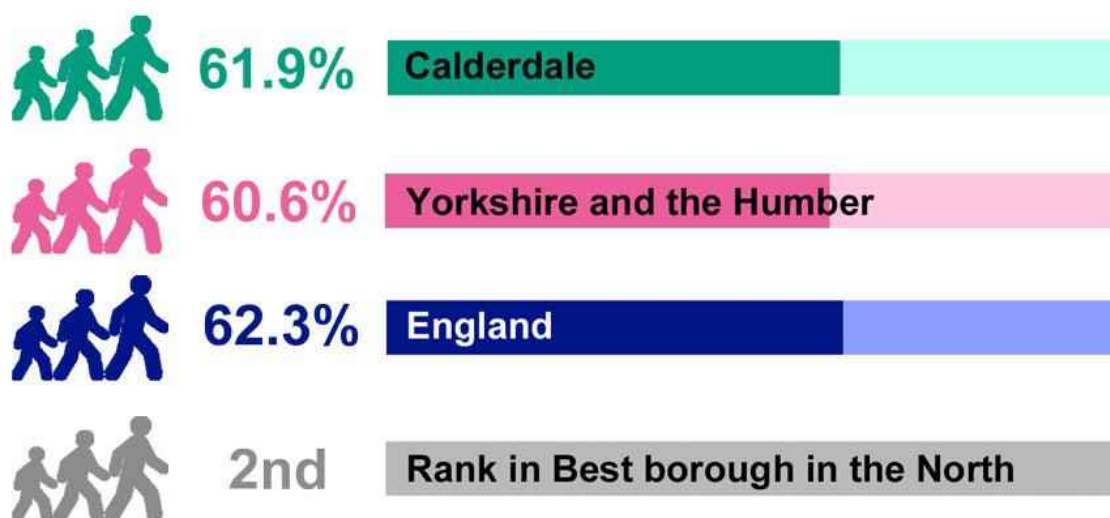 61.9% Calderdale
60.6% Yorkshire and the Humber
62.3% England
2nd Rank in Best borough in the North